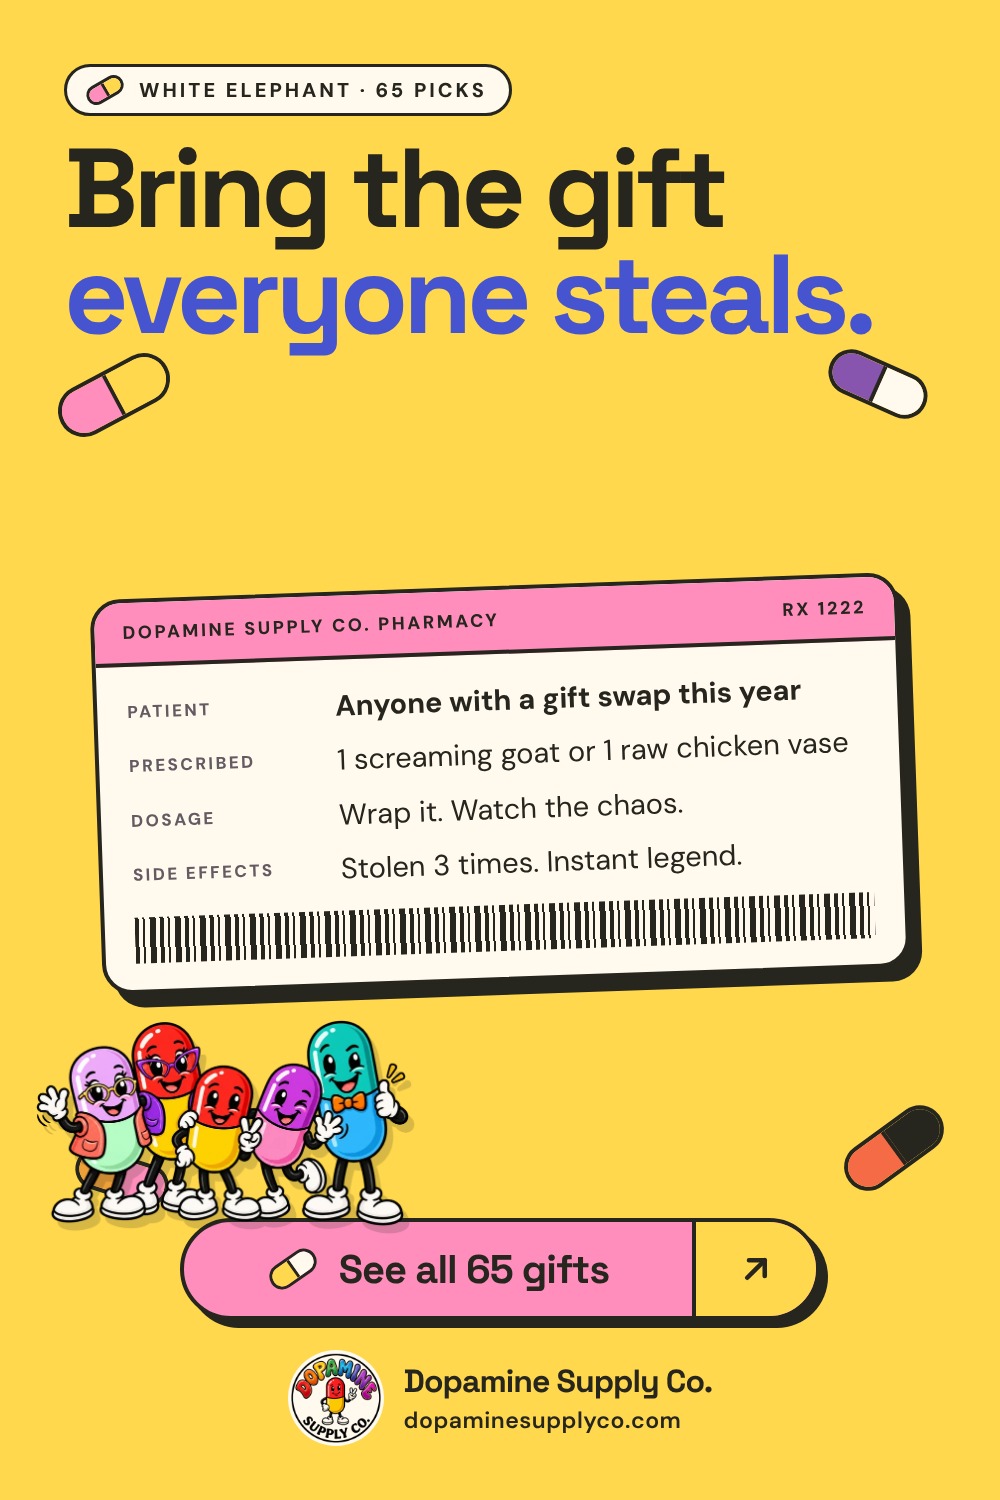 WHITE ELEPHANT · 65 PICKS
Bring the gift
everyone steals.
DOPAMINE SUPPLY CO. PHARMACY RX 1222
PATIENT Anyone with a gift swap this year
PRESCRIBED 1 screaming goat or 1 raw chicken vase
DOSAGE Wrap it. Watch the chaos.
SIDE EFFECTS Stolen 3 times. Instant legend.
See all 65 gifts
DOPAMINE
SUPPLY CO.
Dopamine Supply Co.
dopaminesupplyco.com